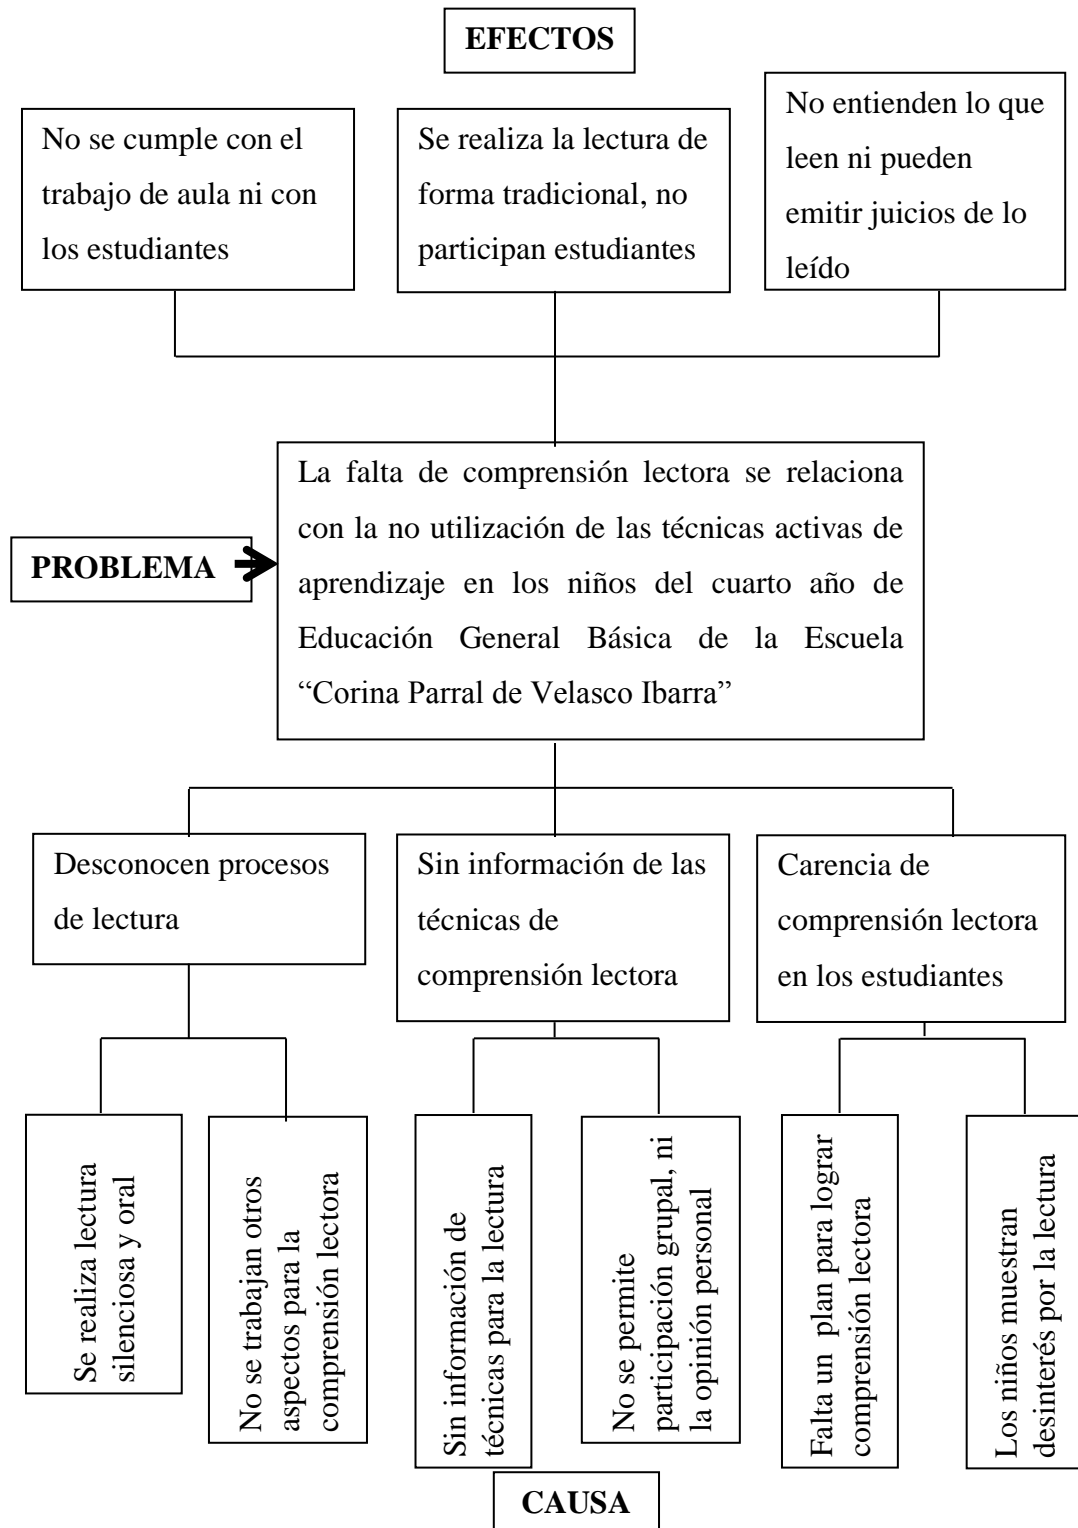 EFECTOS
No se cumple con el
trabajo de aula ni con
los estudiantes
Se realiza la lectura de
forma tradicional, no
participan estudiantes
No entienden lo que
leen ni pueden
emitir juicios de lo
leído
PROBLEMA
La falta de comprensión lectora se relaciona
con la no utilización de las técnicas activas de
aprendizaje en los niños del cuarto año de
Educación General Básica de la Escuela
“Corina Parral de Velasco Ibarra”
Desconocen procesos
de lectura
Sin información de las
técnicas de
comprensión lectora
Carencia de
comprensión lectora
en los estudiantes
Se realiza lectura
silenciosa y oral
No se trabajan otros
aspectos para la
comprensión lectora
Sin información de
técnicas para la lectura
No se permite
participación grupal, ni
la opinión personal
Falta un plan para lograr
comprensión lectora
Los niños muestran
desinterés por la lectura
CAUSA